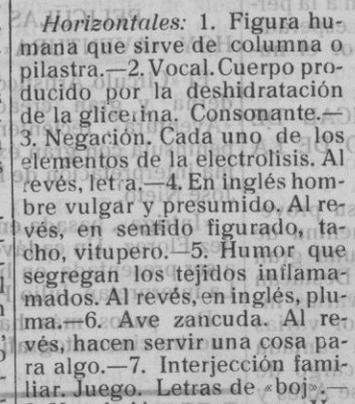 Horizontales: 1. Figura hu-
mana que sirve de columna o
pilastra.—2. Vocal. Cuerpo pro-
ducido por la deshidratación
de la glicerina. Consonante.—
3. Negación. Cada uno de los
elementos de la electrolisis. Al
revés, letra.—4. En inglés hom-
bre vulgar y presumido. Al re-
vés, en sentido figurado, ta-
cho, vitupero.—5. Humor que
segregan los tejidos inflama-
mados. Al revés, en inglés, plu-
ma.—6. Ave zancuda. Al re-
vés, hacen servir una cosa pa-
ra algo.—7. Interjección fami-
liar. Juego. Letras de «boj».—